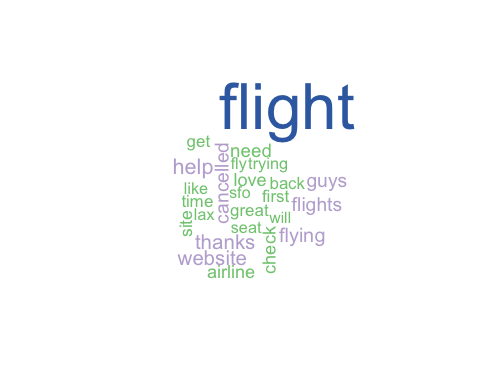 flight
get
need
cancelled
help
fly
trying
love
back
guys
like
sfo
first
time
flights
lax
great
will
site
seat
flying
thanks
check
website
airline